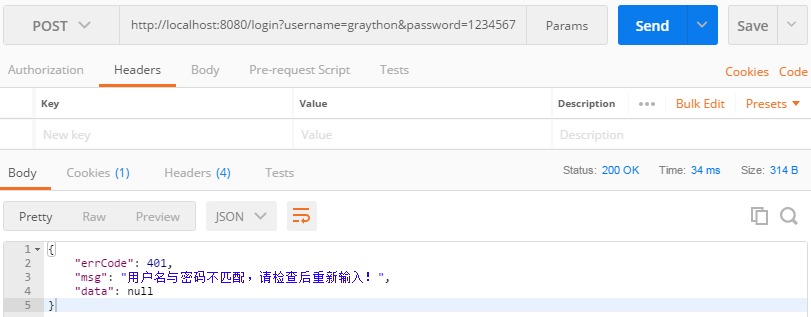 POST http://localhost:8080/login?username=graython&password=1234567 Params Send Save
Authorization Headers Body Pre-request Script Tests Cookies Code
Key Value Description ••• Bulk Edit Presets
New key Value Description
Body Cookies (1) Headers (4) Tests Status: 200 OK Time: 34 ms Size: 314 B
Pretty Raw Preview JSON
1 {
2 "errCode": 401,
3 "msg": "用户名与密码不匹配，请检查后重新输入！",
4 "data": null
5 }